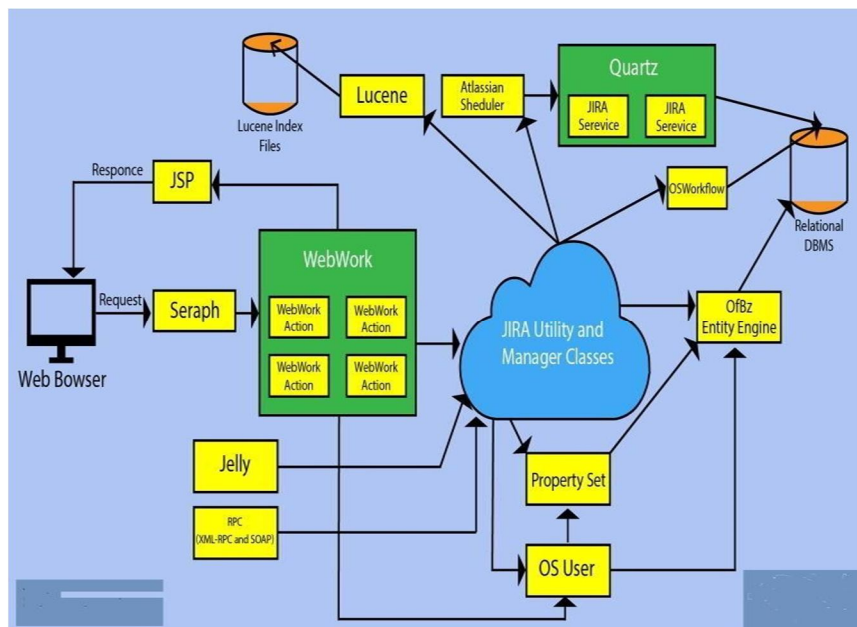 Quartz
JIRA
Serevice
JIRA
Serevice
Lucene
Atlassian
Sheduler
Lucene Index
Files
Relational
DBMS
OSWorkflow
Responce
JSP
WebWork
WebWork
Action
WebWork
Action
WebWork
Action
WebWork
Action
Request
Seraph
Web Bowser
JIRA Utility and
Manager Classes
OfBz
Entity Engine
Jelly
Property Set
RPC
(XML-RPC and SOAP)
OS User